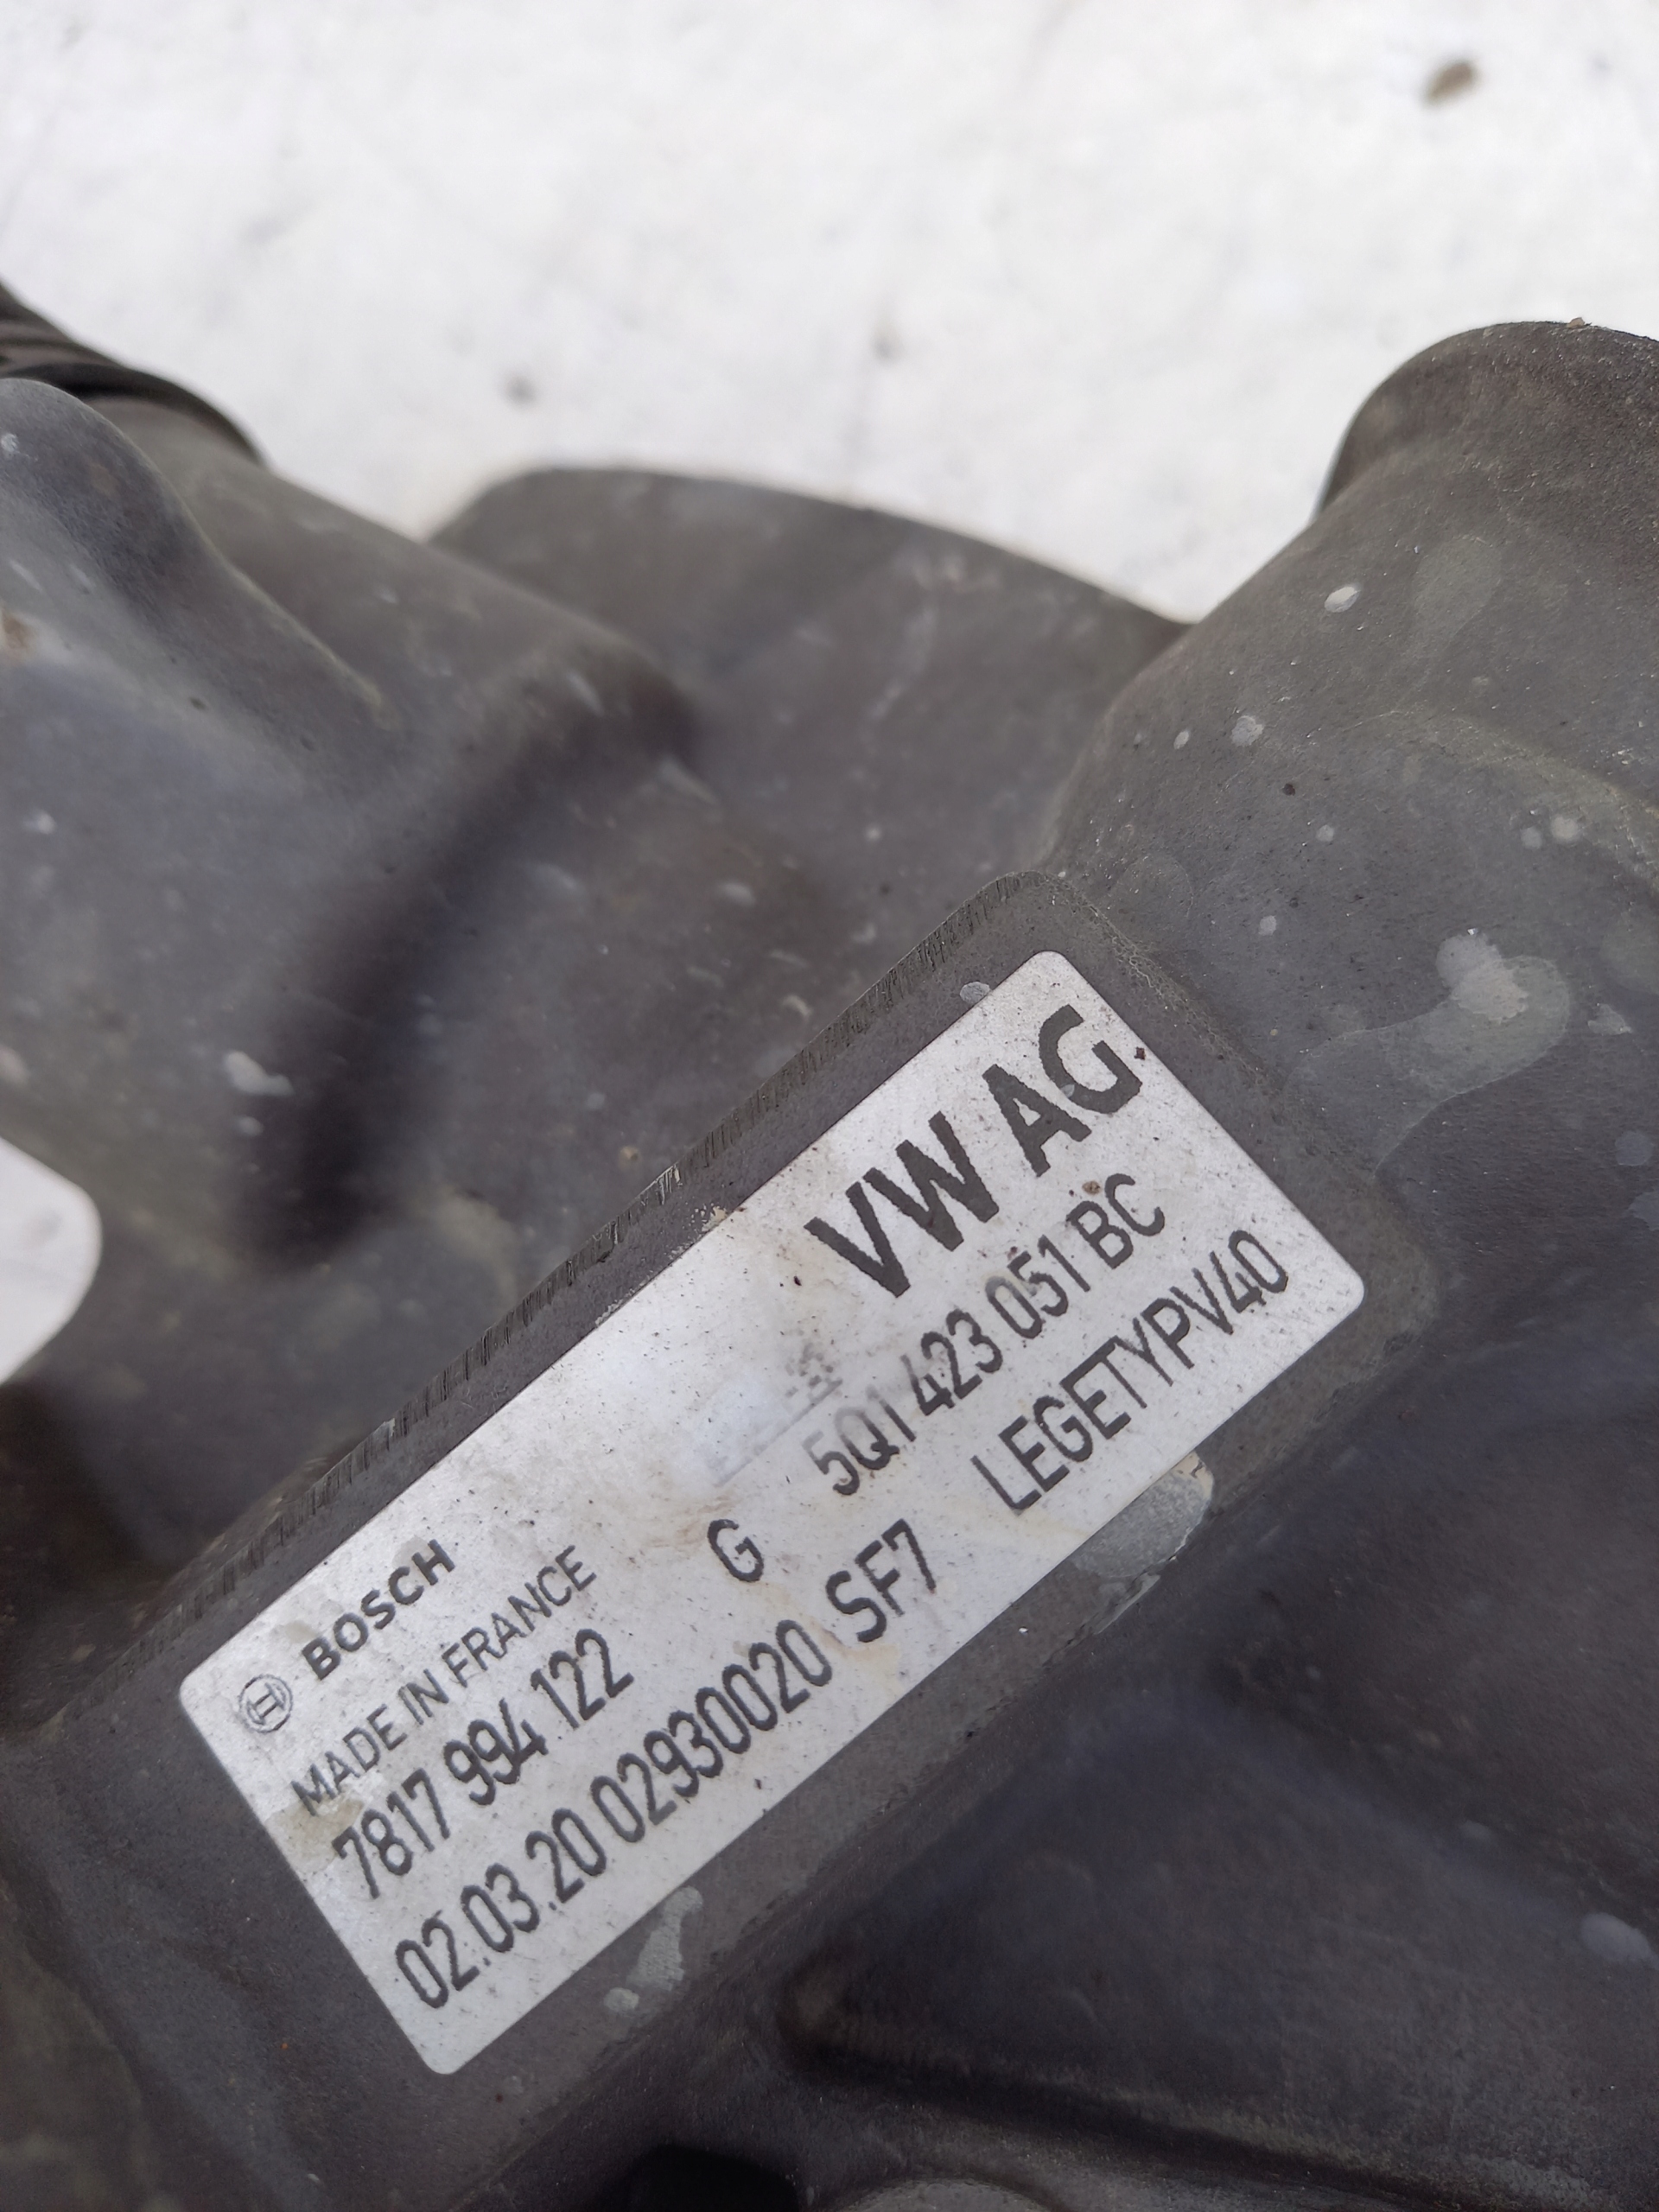 VW AG
BOSCH
MADE IN FRANCE
7817 994 122 G 5Q1 423 051 BC
02.03.20 02930020 SF7 LEGETYPV40